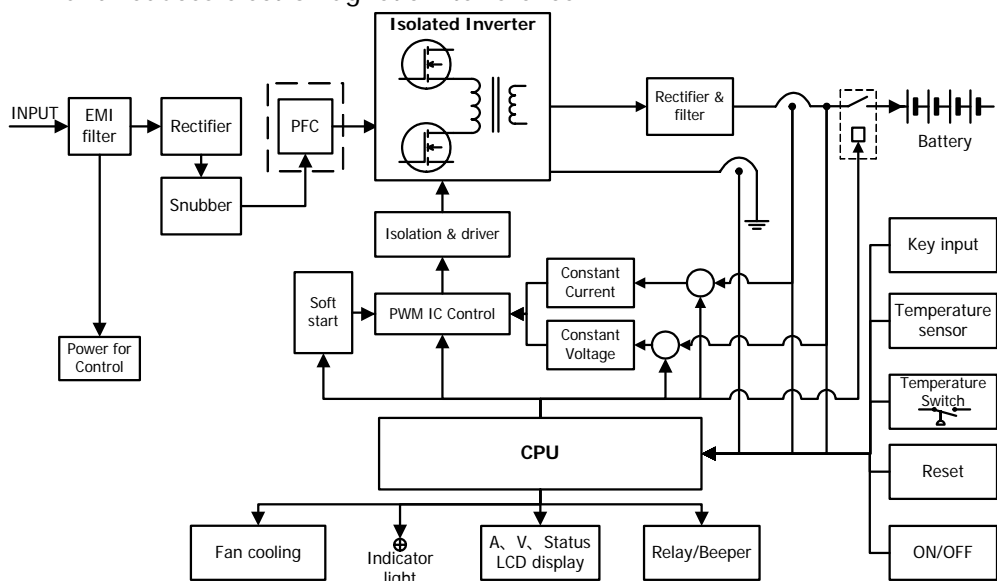 Isolated Inverter
INPUT
EMI
filter
Rectifier
PFC
Rectifier &
filter
Battery
Snubber
Isolation & driver
Key input
Soft
start
PWM IC Control
Constant
Current
Constant
Voltage
Temperature
sensor
Power for
Control
Temperature
Switch
CPU
Reset
Fan cooling
Indicator
light
A、V、Status
LCD display
Relay/Beeper
ON/OFF